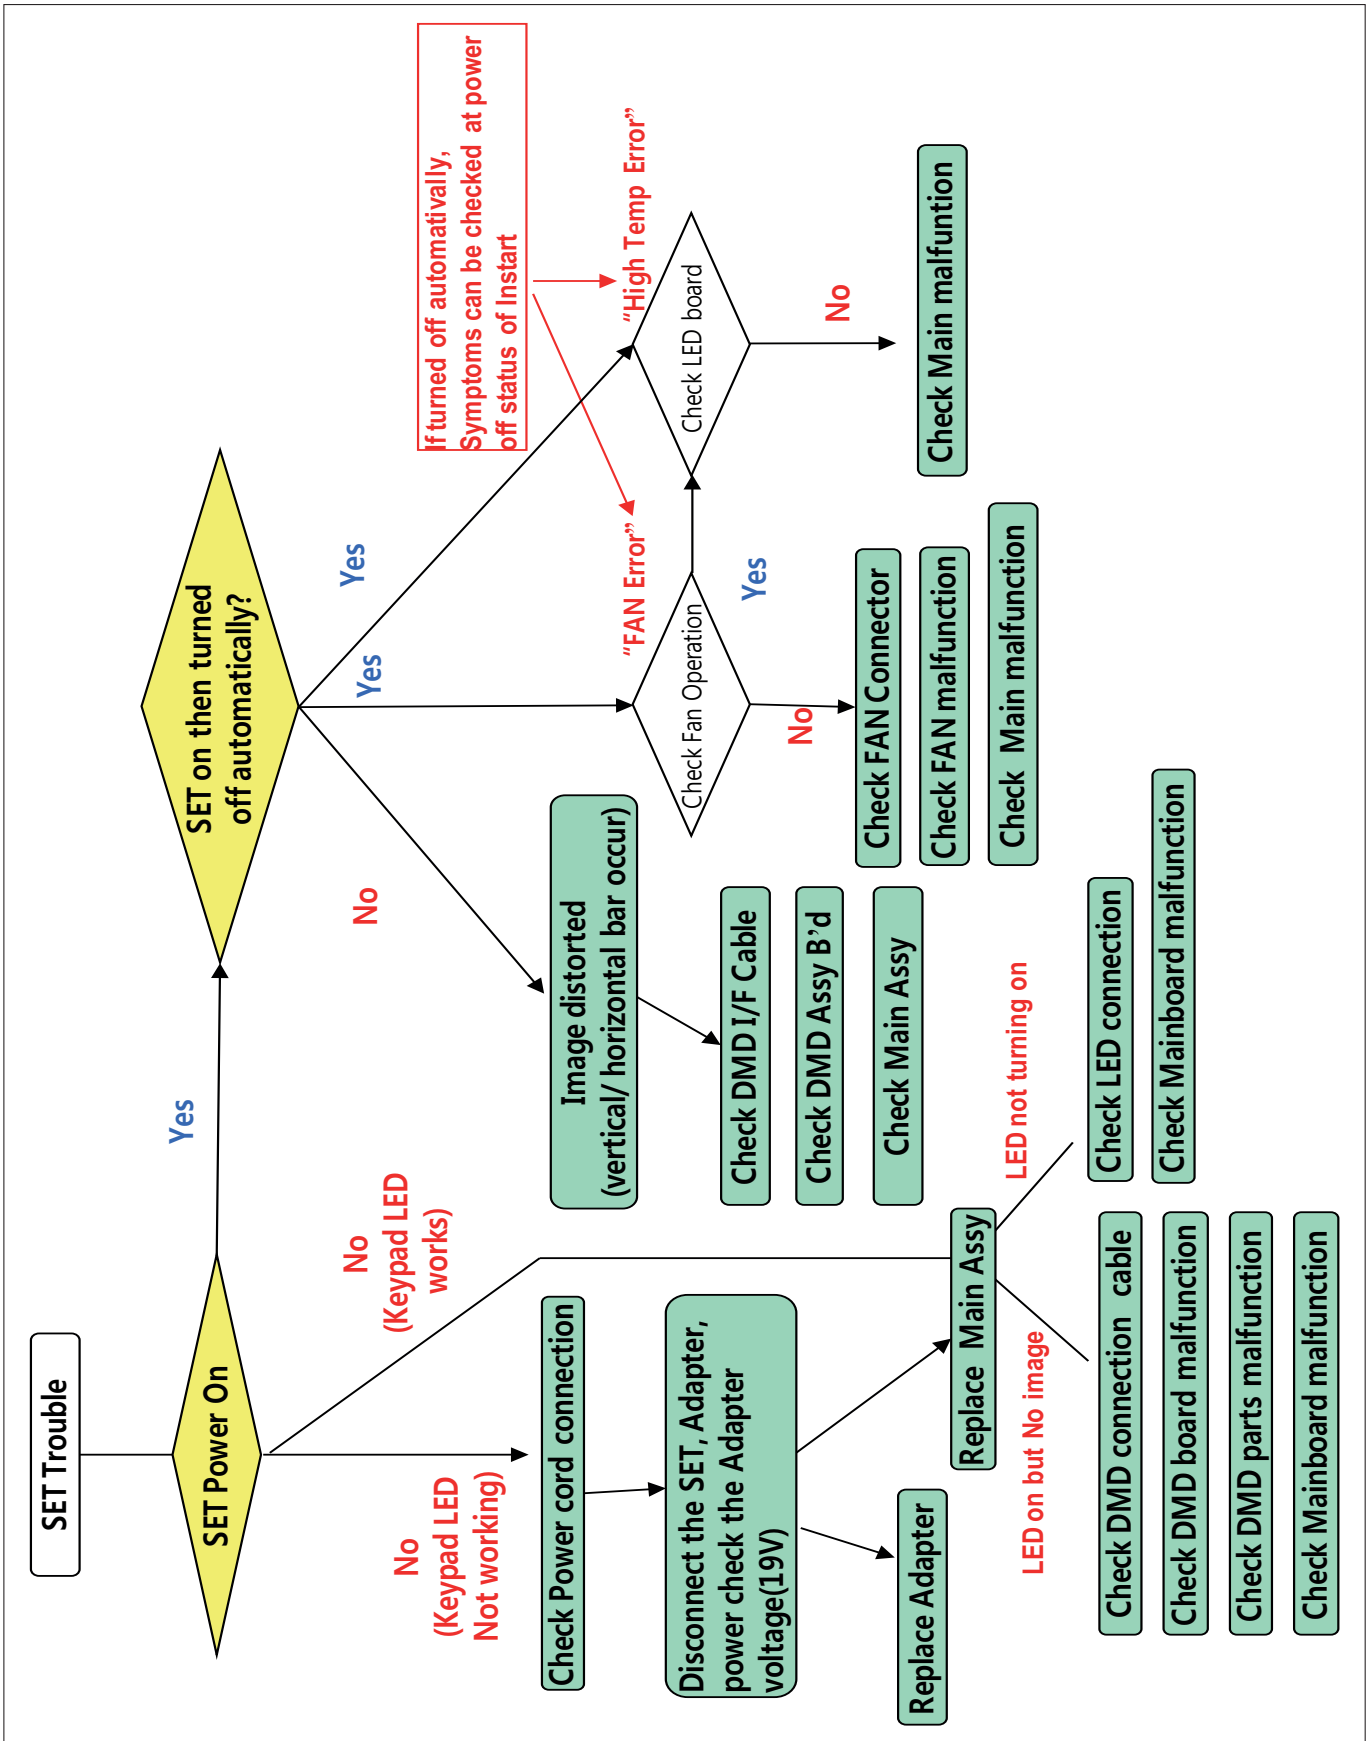 SET Trouble
SET Power On
Yes
SET on then turned
off automatically?
No
(Keypad LED
Not working)
No
(Keypad LED
works)
No
Yes
Yes
If turned off automativally,
Symptoms can be checked at power
off status of Instart
Check Power cord connection
Disconnect the SET, Adapter,
power check the Adapter
voltage(19V)
Replace Adapter
Replace Main Assy
LED on but No image
LED not turning on
Check DMD connection cable
Check DMD board malfunction
Check DMD parts malfunction
Check Mainboard malfunction
Check LED connection
Check Mainboard malfunction
Image distorted
(vertical/ horizontal bar occur)
Check DMD I/F Cable
Check DMD Assy B’d
Check Main Assy
“FAN Error”
“High Temp Error”
Check Fan Operation
Yes
Check LED board
No
Check FAN Connector
Check FAN malfunction
Check Main malfunction
No
Check Main malfuntion